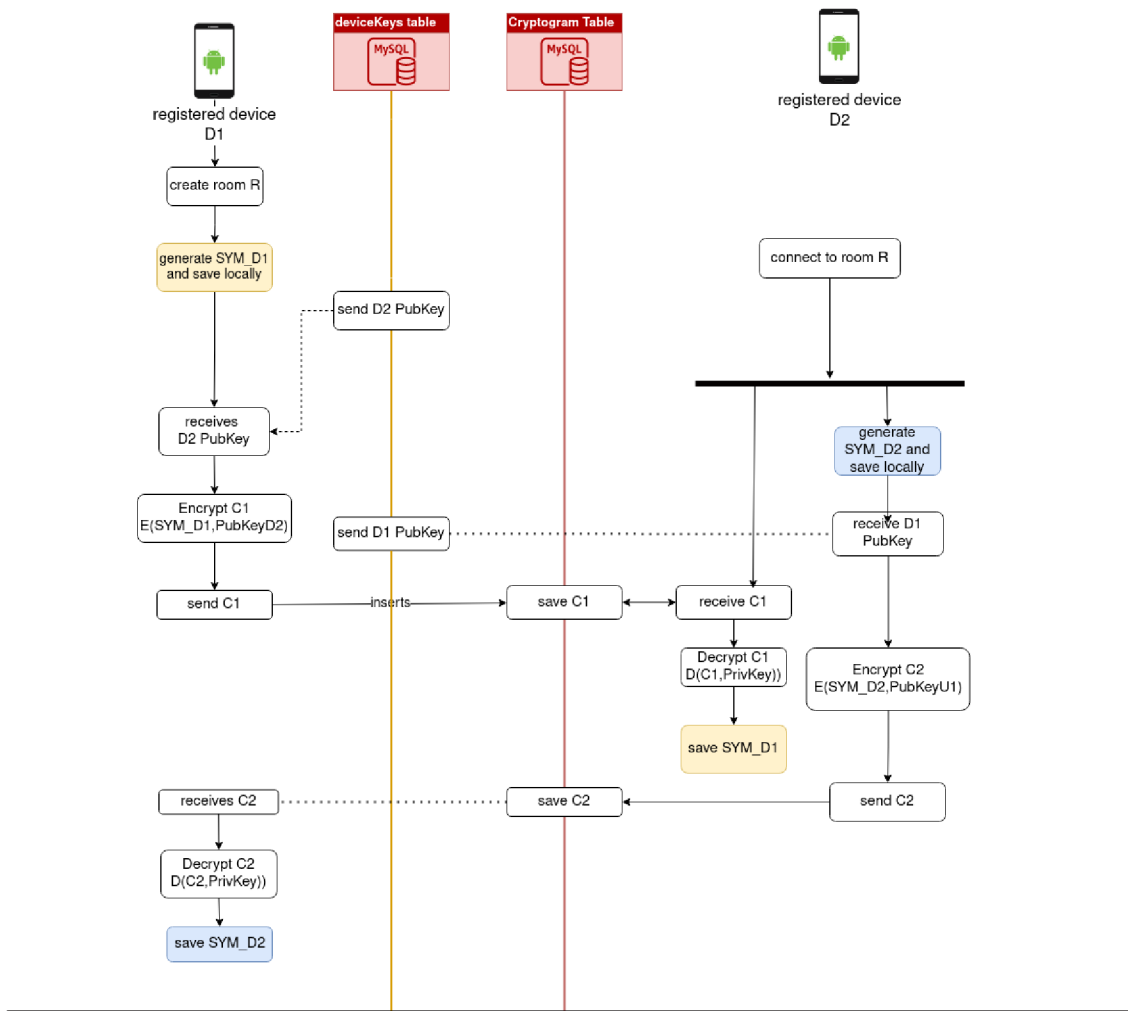 deviceKeys table
Cryptogram Table
MySQL
MySQL
registered device
D1
registered device
D2
create room R
generate SYM_D1
and save locally
connect to room R
send D2 PubKey
receives
D2 PubKey
generate
SYM_D2 and
save locally
Encrypt C1
E(SYM_D1,PubKeyD2)
send D1 PubKey
receive D1
PubKey
send C1
inserts
save C1
receive C1
Decrypt C1
D(C1,PrivKey))
Encrypt C2
E(SYM_D2,PubKeyU1)
save SYM_D1
receives C2
save C2
send C2
Decrypt C2
D(C2,PrivKey))
save SYM_D2